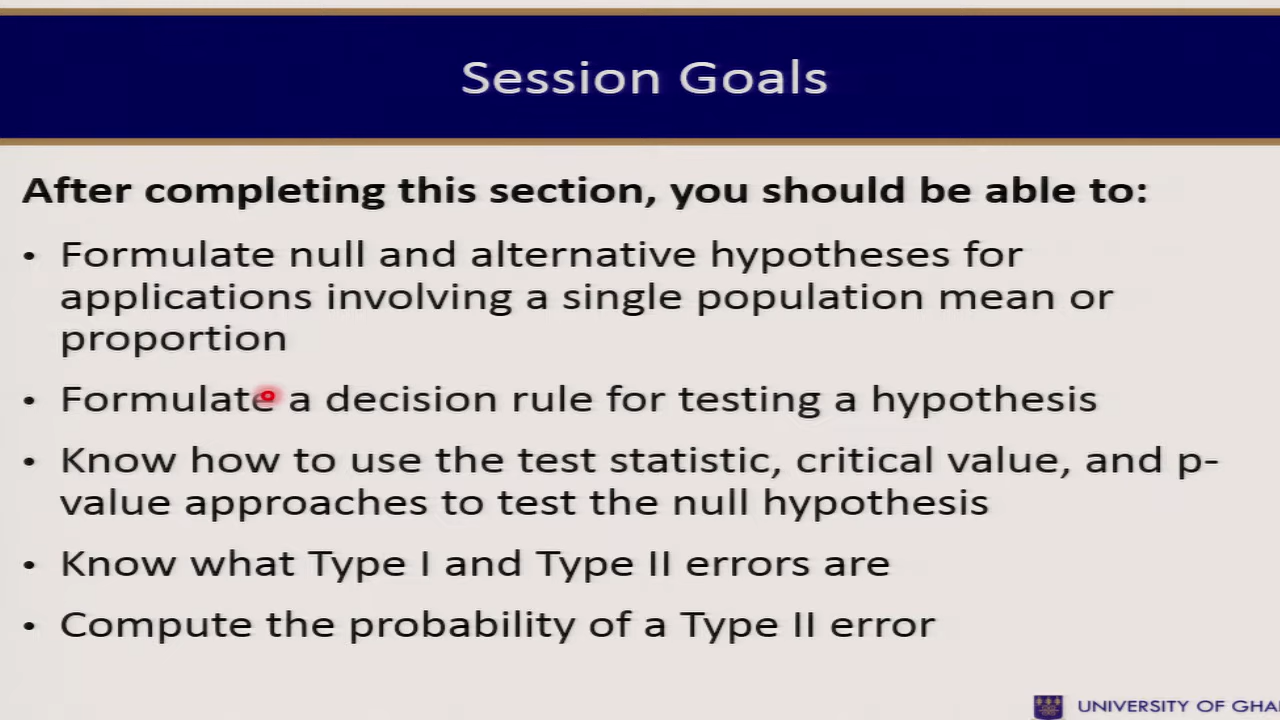 Session Goals
After completing this section, you should be able to:
• Formulate null and alternative hypotheses for
applications involving a single population mean or
proportion
• Formulate a decision rule for testing a hypothesis
• Know how to use the test statistic, critical value, and p-
value approaches to test the null hypothesis
• Know what Type I and Type II errors are
• Compute the probability of a Type II error
UNIVERSITY OF GHA